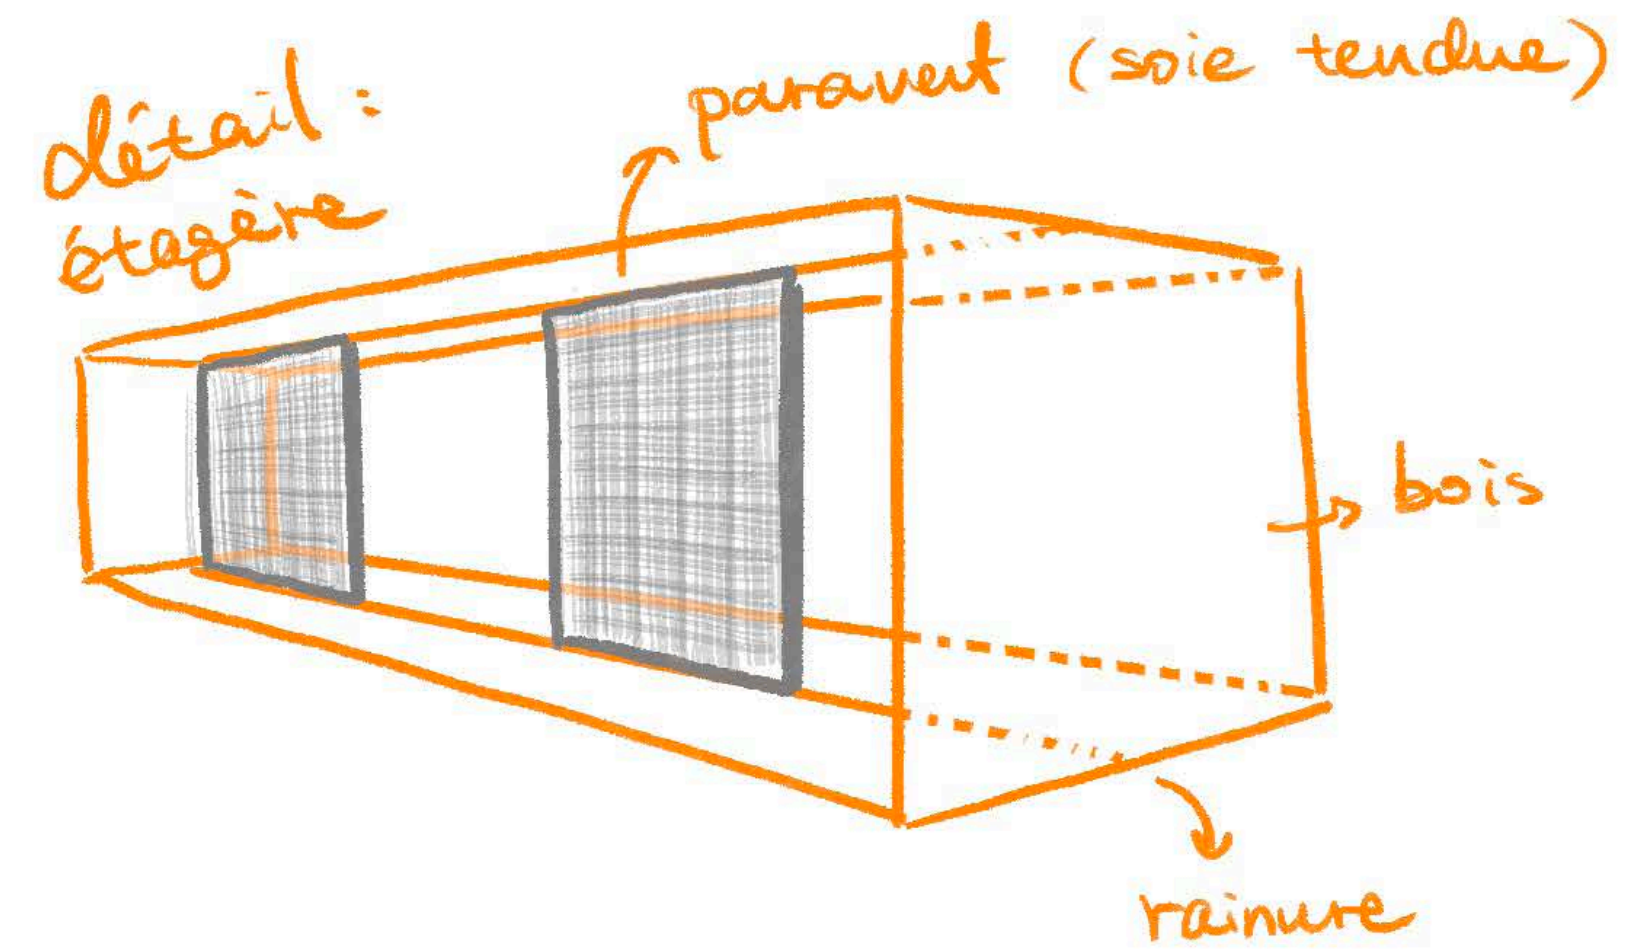 détail :
étagère
paravent (soie tendue)
bois
rainure